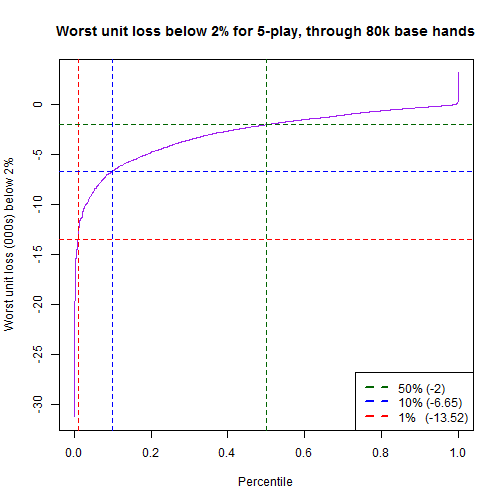 Worst unit loss below 2% for 5-play, through 80k base hands
Worst unit loss (000s) below 2%
0
-5
-10
-15
-20
-25
-30
50% (-2)
10% (-6.65)
1% (-13.52)
0.0 0.2 0.4 0.6 0.8 1.0
Percentile